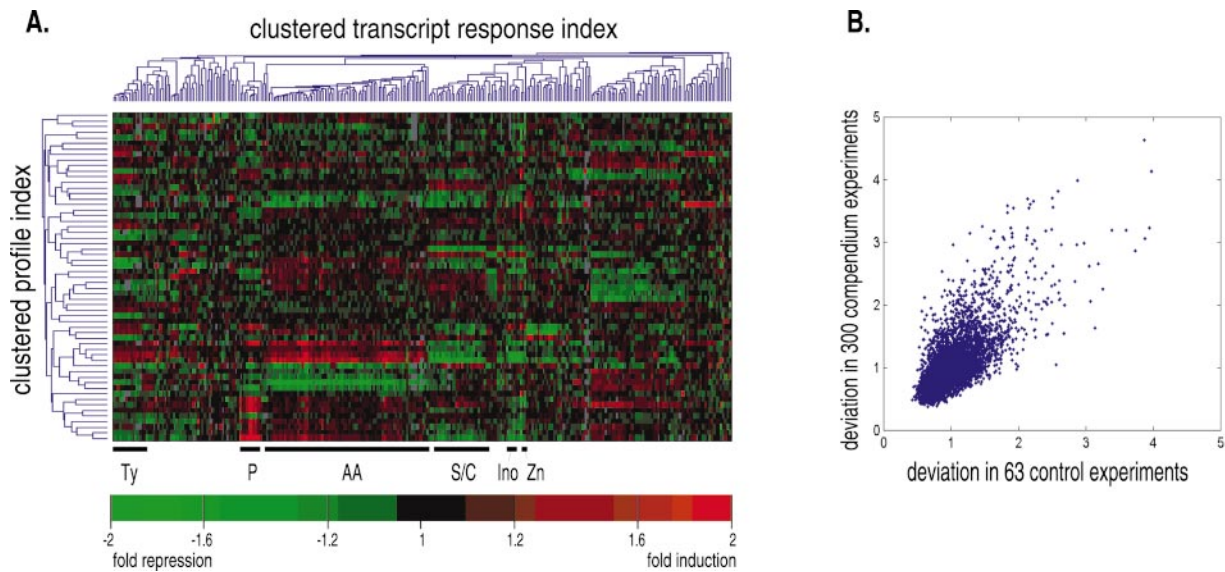 A.
clustered transcript response index
clustered profile index
Ty P AA S/C Ino Zn
-2 -1.6 -1.2 1 1.2 1.6 2
fold repression fold induction
B.
deviation in 300 compendium experiments
5
4
3
2
1
0
0 1 2 3 4 5
deviation in 63 control experiments